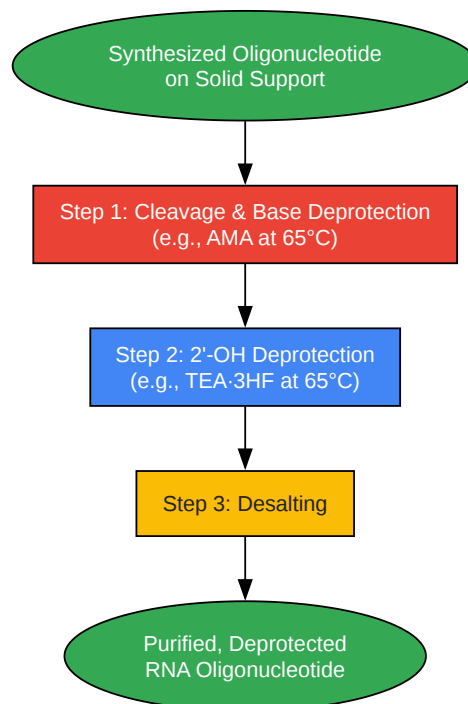 Synthesized Oligonucleotide
on Solid Support
Step 1: Cleavage & Base Deprotection
(e.g., AMA at 65°C)
Step 2: 2'-OH Deprotection
(e.g., TEA·3HF at 65°C)
Step 3: Desalting
Purified, Deprotected
RNA Oligonucleotide